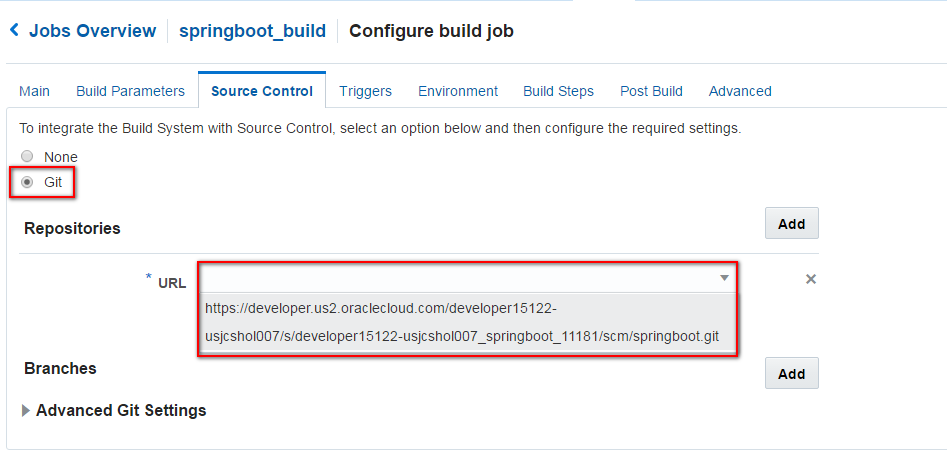 Jobs Overview springboot_build Configure build job
Main Build Parameters Source Control Triggers Environment Build Steps Post Build Advanced
To integrate the Build System with Source Control, select an option below and then configure the required settings.
None
Git
Repositories Add
* URL
https://developer.us2.oraclecloud.com/developer15122-
usjcshol007/s/developer15122-usjcshol007_springboot_11181/scm/springboot.git
Branches Add
Advanced Git Settings